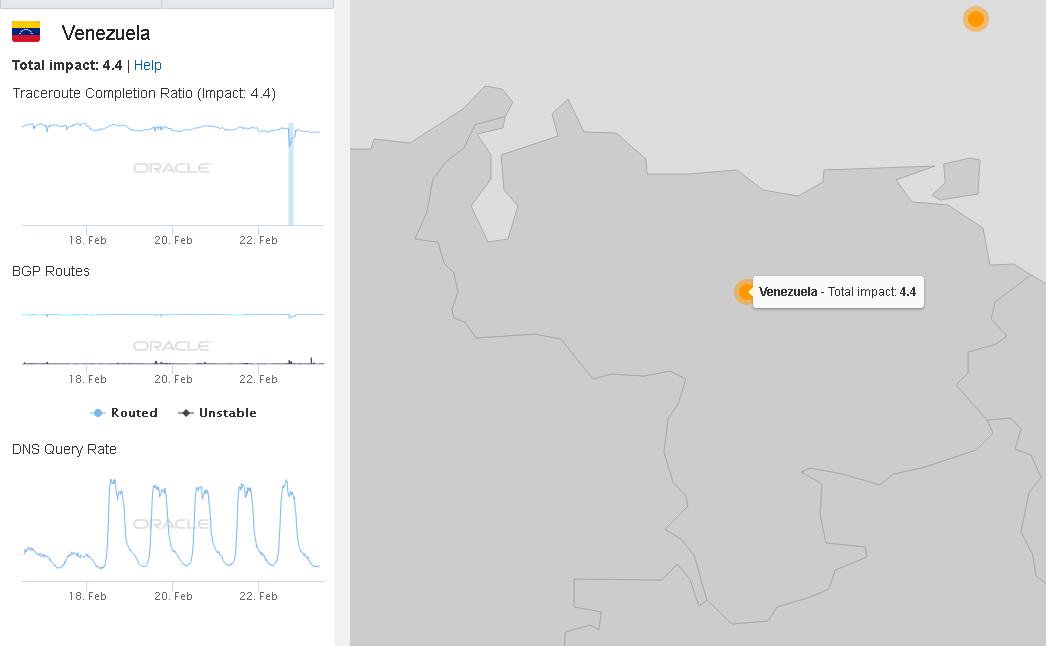 Venezuela
Total impact: 4.4 | Help
Traceroute Completion Ratio (Impact: 4.4)
ORACLE
18. Feb 20. Feb 22. Feb
BGP Routes
ORACLE
18. Feb 20. Feb 22. Feb
Routed Unstable
DNS Query Rate
ORACLE
18. Feb 20. Feb 22. Feb
Venezuela - Total impact: 4.4